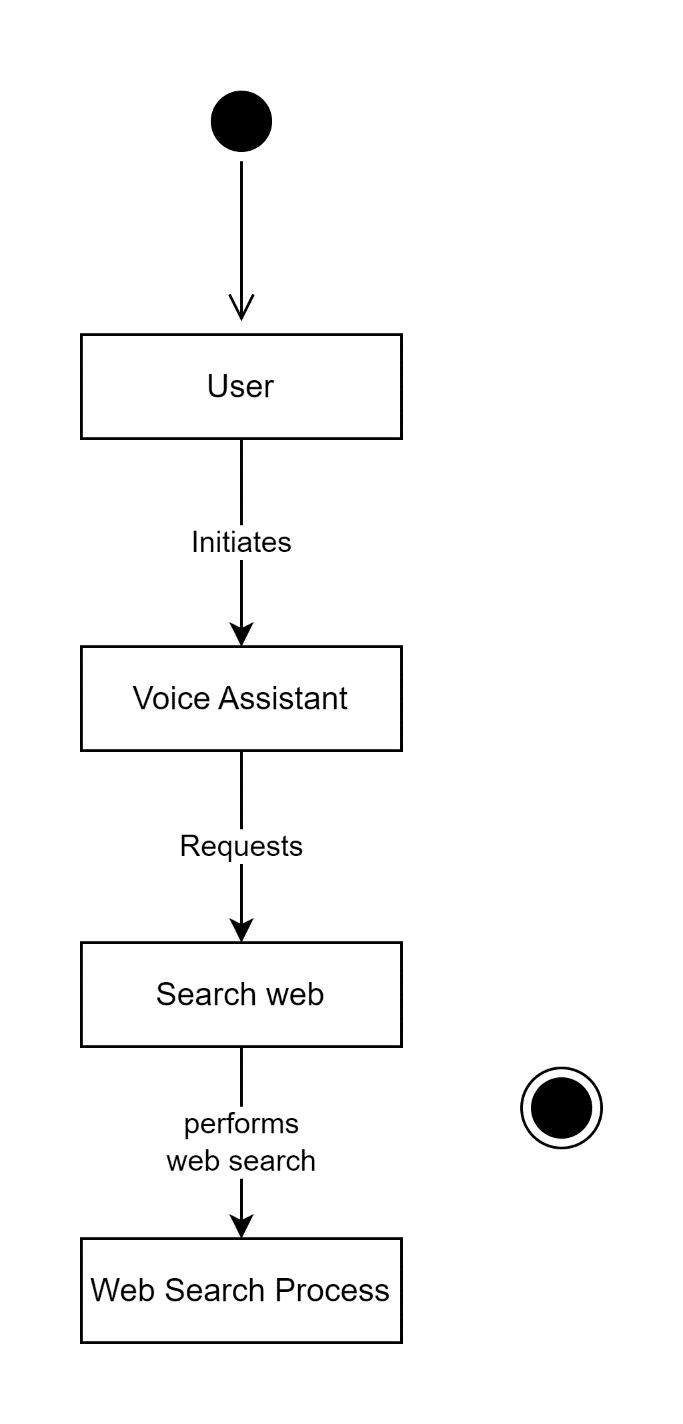 User
Initiates
Voice Assistant
Requests
Search web
performs
web search
Web Search Process